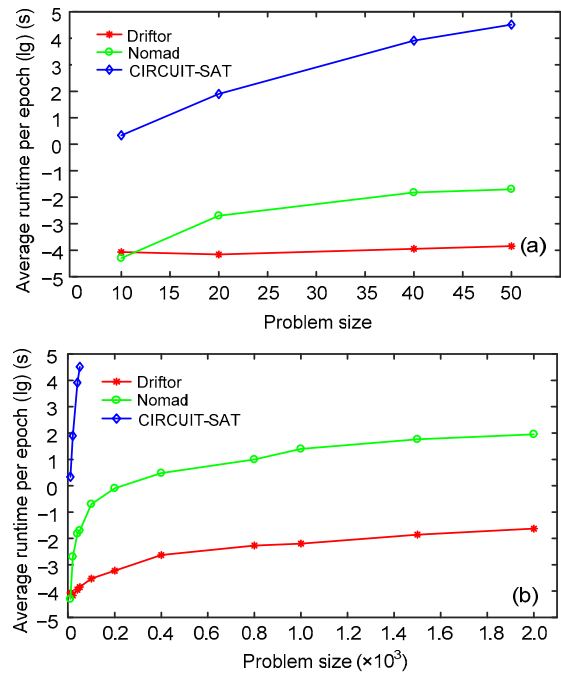 Average runtime per epoch (lg) (s)
5
4
3
2
1
0
−1
−2
−3
−4
−5
Driftor
Nomad
CIRCUIT-SAT
(a)
0 10 15 20 25 30 35 40 45 50
Problem size
Average runtime per epoch (lg) (s)
5
4
3
2
1
0
−1
−2
−3
−4
−5
Driftor
Nomad
CIRCUIT-SAT
(b)
0 0.2 0.4 0.6 0.8 1.0 1.2 1.4 1.6 1.8 2.0
Problem size (×10³)